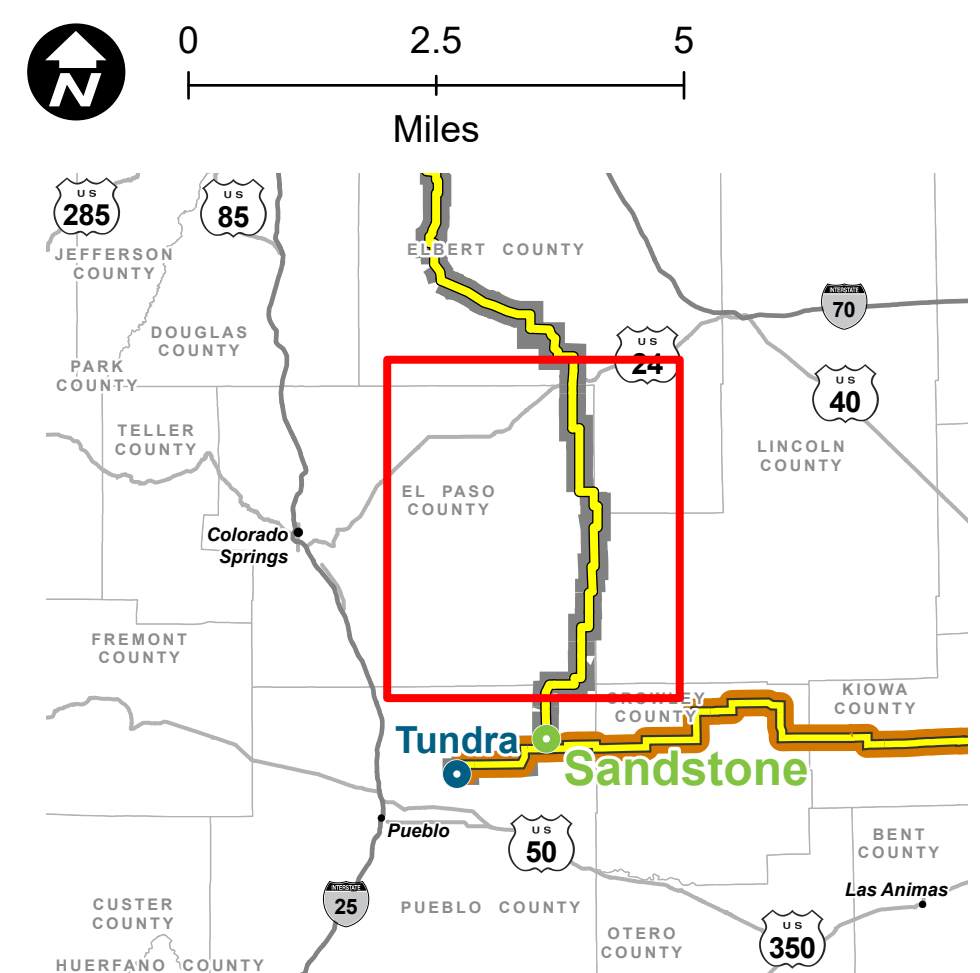 N
0 2.5 5
Miles
US
285
US
85
JEFFERSON
COUNTY
ELBERT COUNTY
INTERSTATE
70
DOUGLAS
COUNTY
US
24
PARK
COUNTY
US
40
TELLER
COUNTY
LINCOLN
COUNTY
EL PASO
COUNTY
Colorado
Springs
FREMONT
COUNTY
CROWLEY
COUNTY
KIOWA
COUNTY
Tundra
Sandstone
Pueblo
US
50
BENT
COUNTY
Las Animas
INTERSTATE
25
CUSTER
COUNTY
PUEBLO COUNTY
US
350
OTERO
COUNTY
HUERFANO COUNTY